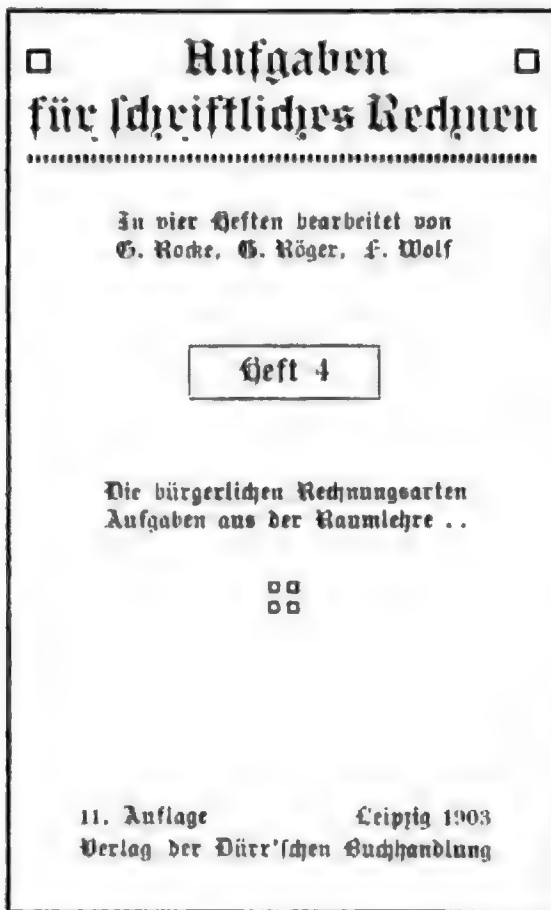 Aufgaben
für schriftliches Rechnen
In vier Heften bearbeitet von
G. Rocke, G. Röger, F. Wolf
Heft 4
Die bürgerlichen Rechnungsarten
Aufgaben aus der Raumlehre . .
11. Auflage Leipzig 1903
Verlag der Dürr'schen Buchhandlung